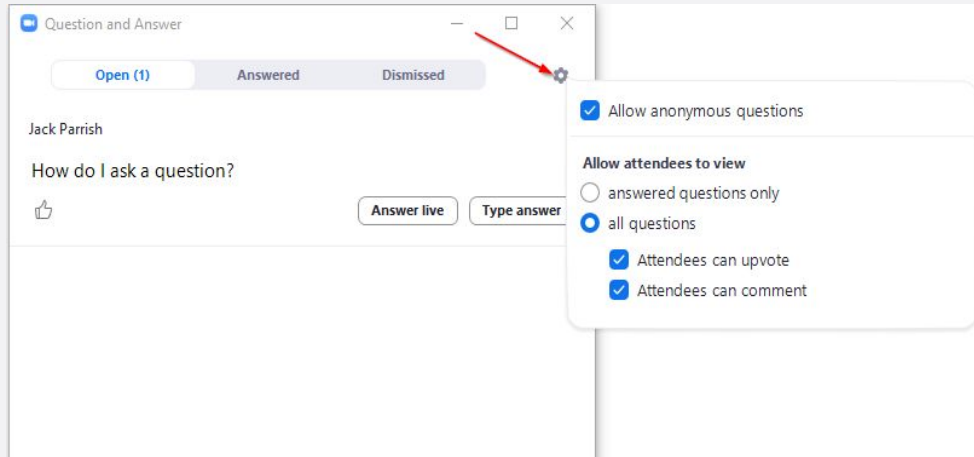 Question and Answer
Open (1) Answered Dismissed
Allow anonymous questions
Jack Parrish
How do I ask a question?
Allow attendees to view
answered questions only
Answer live Type answer
all questions
Attendees can upvote
Attendees can comment